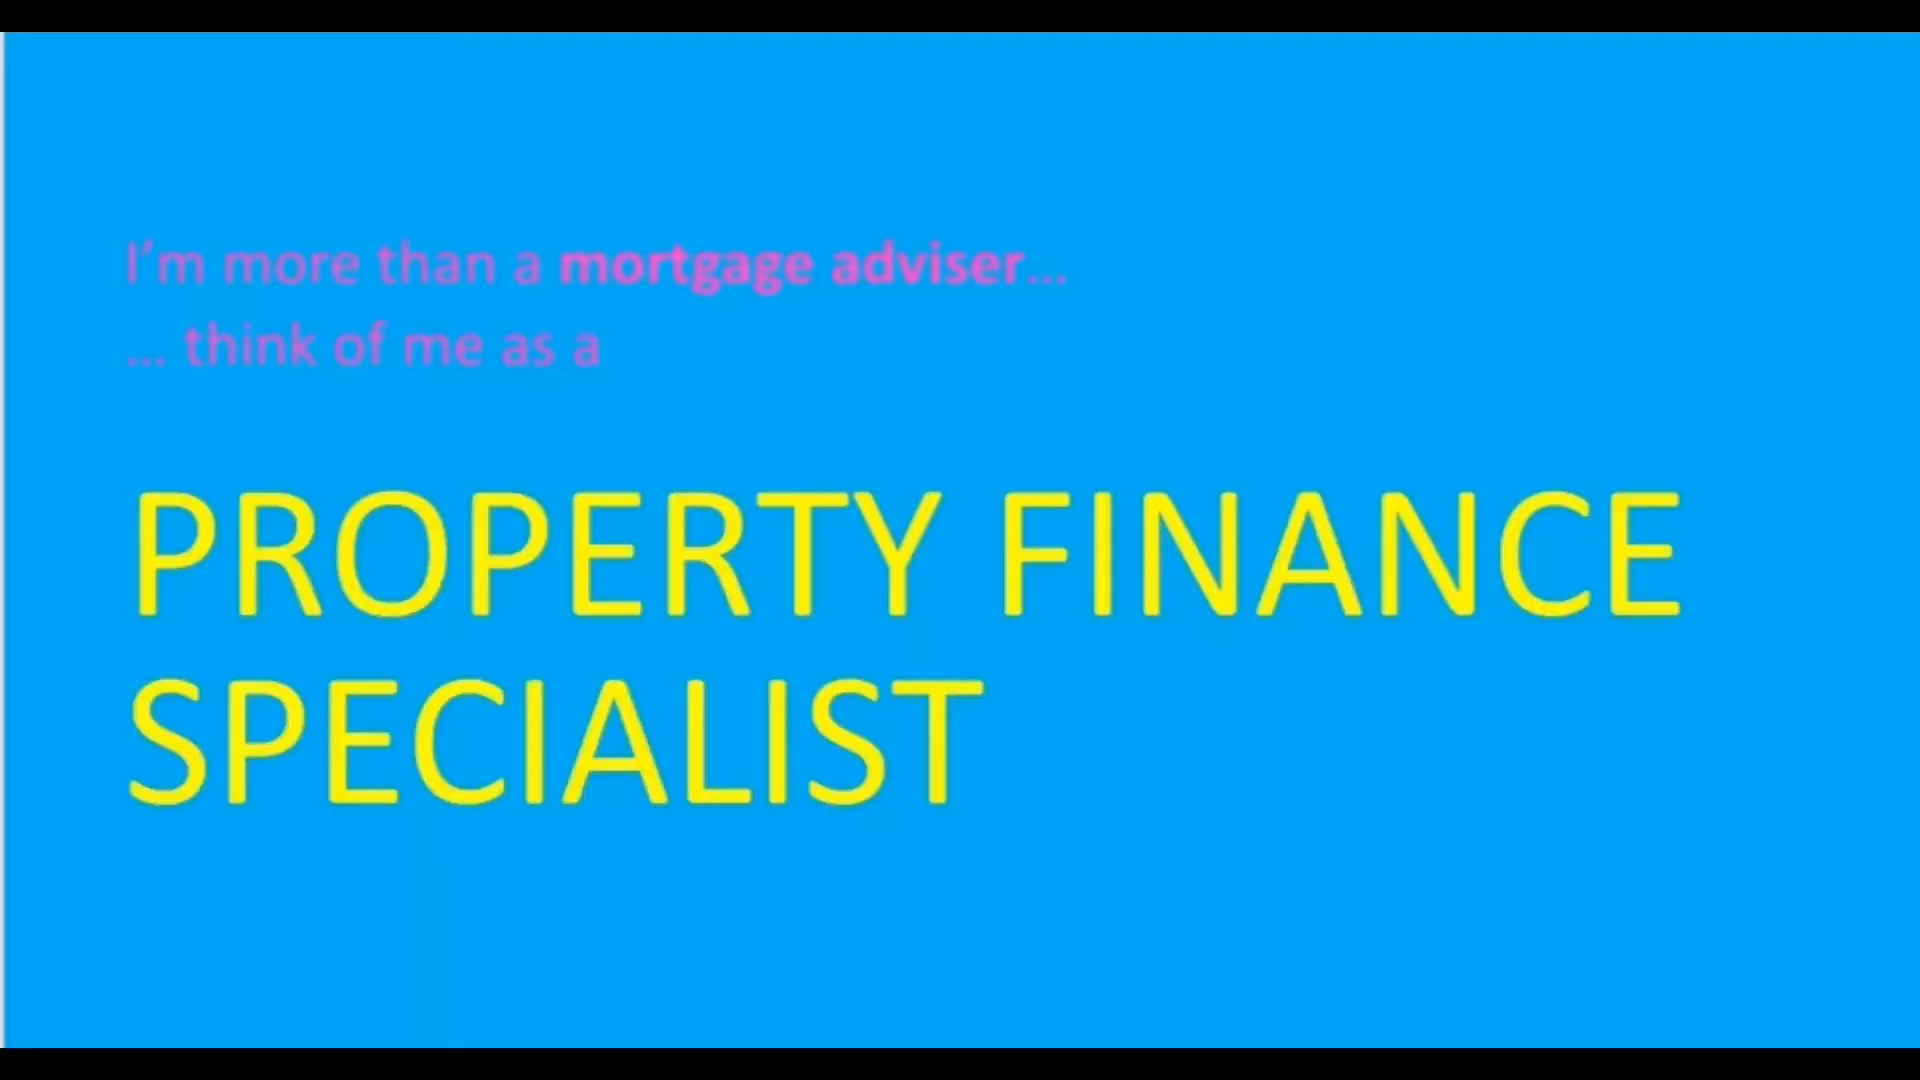 I'm more than a mortgage adviser...
... think of me as a
PROPERTY FINANCE
SPECIALIST